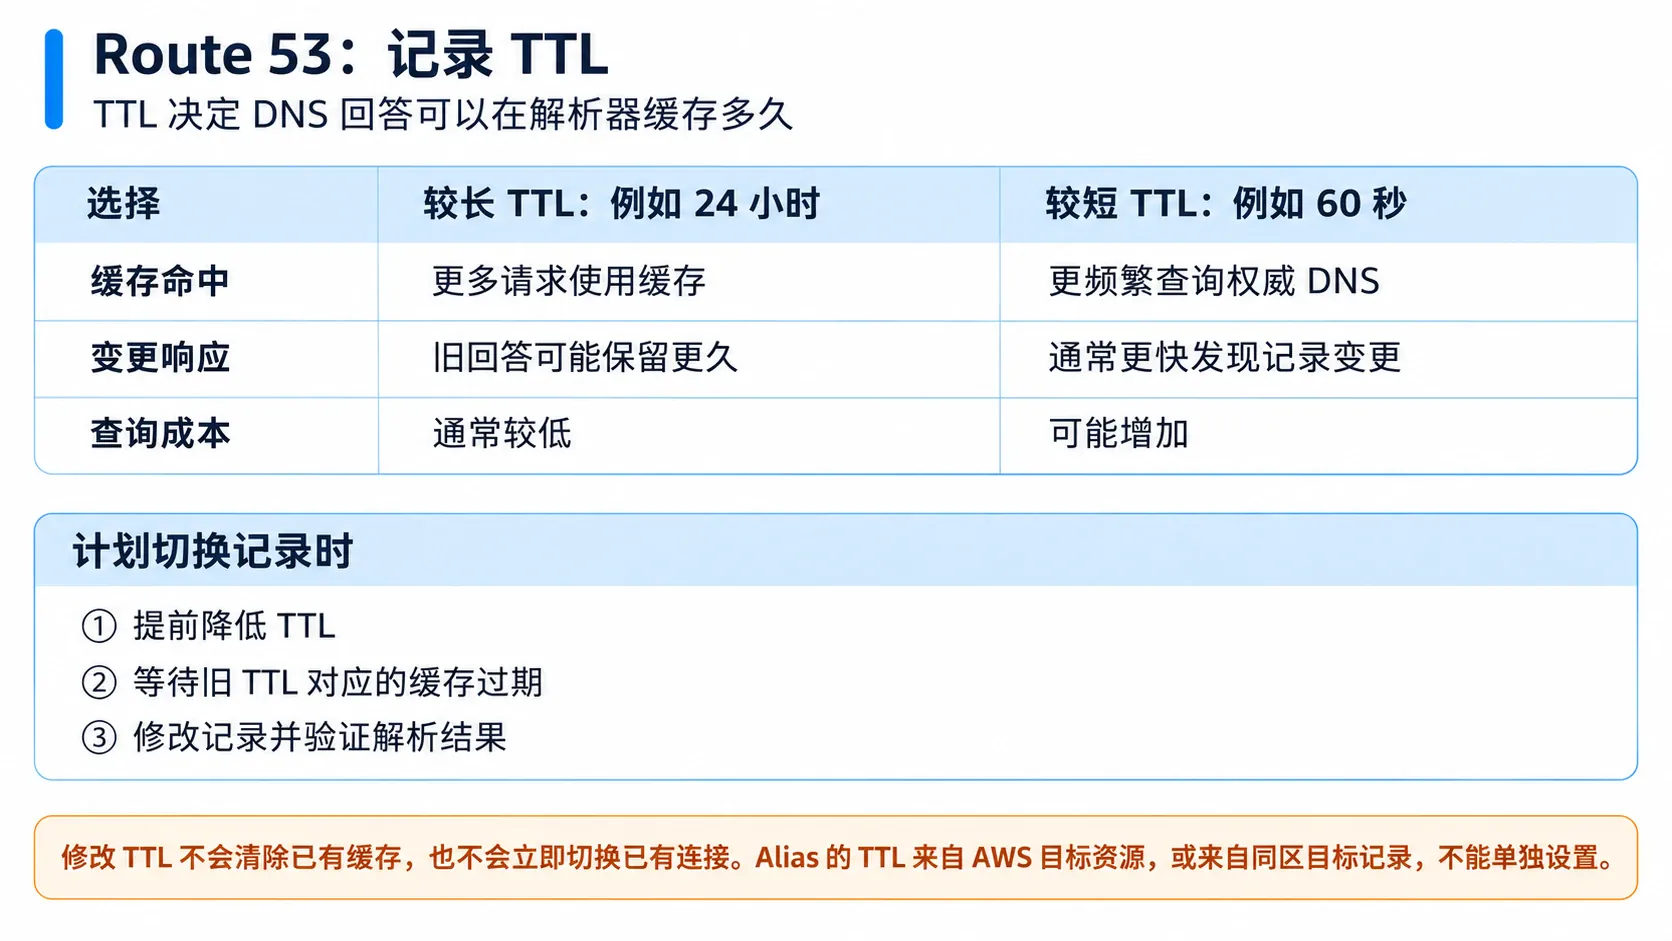 Route 53：记录 TTL
TTL 决定 DNS 回答可以在解析器缓存多久
选择
较长 TTL：例如 24 小时
较短 TTL：例如 60 秒
缓存命中
更多请求使用缓存
更频繁查询权威 DNS
变更响应
旧回答可能保留更久
通常更快发现记录变更
查询成本
通常较低
可能增加
计划切换记录时
① 提前降低 TTL
② 等待旧 TTL 对应的缓存过期
③ 修改记录并验证解析结果
修改 TTL 不会清除已有缓存，也不会立即切换已有连接。Alias 的 TTL 来自 AWS 目标资源，或来自同区目标记录，不能单独设置。